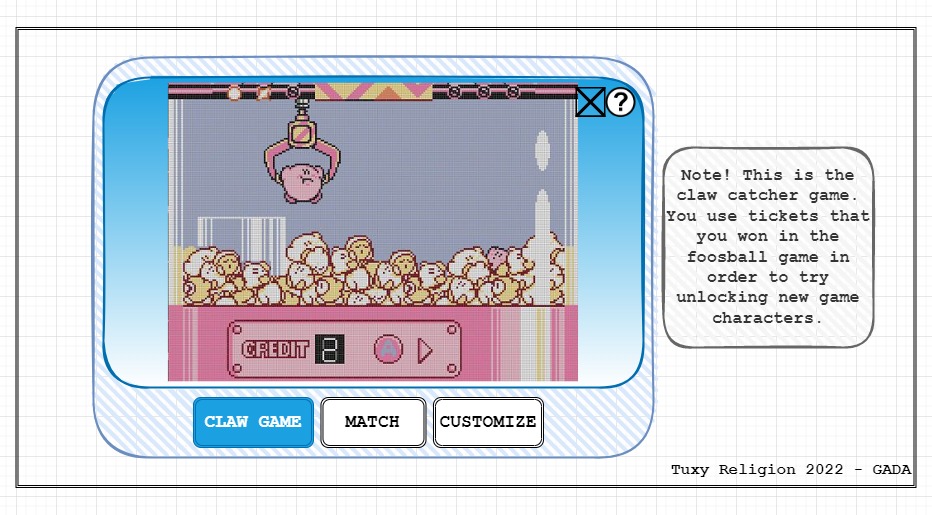 ?
Note! This is the
claw catcher game.
You use tickets that
you won in the
foosball game in
order to try
unlocking new game
characters.
CREDIT 2 A
CLAW GAME
MATCH
CUSTOMIZE
Tuxy Religion 2022 - GADA